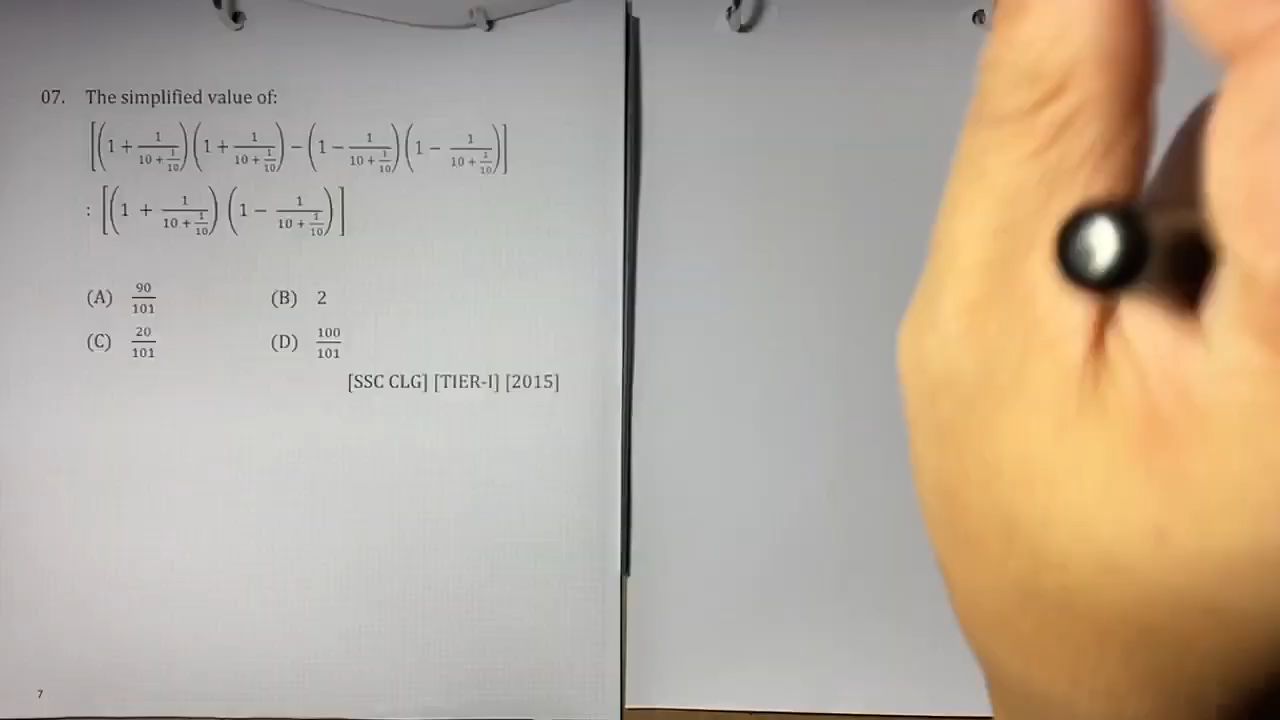 07. The simplified value of:
[(1 + 1/(10 + 1/10))(1 + 1/(10 + 1/10)) − (1 − 1/(10 + 1/10))(1 − 1/(10 + 1/10))]
: [(1 + 1/(10 + 1/10)) (1 − 1/(10 + 1/10))]
(A) 90/101 (B) 2
(C) 20/101 (D) 100/101
[SSC CLG] [TIER-I] [2015]
7